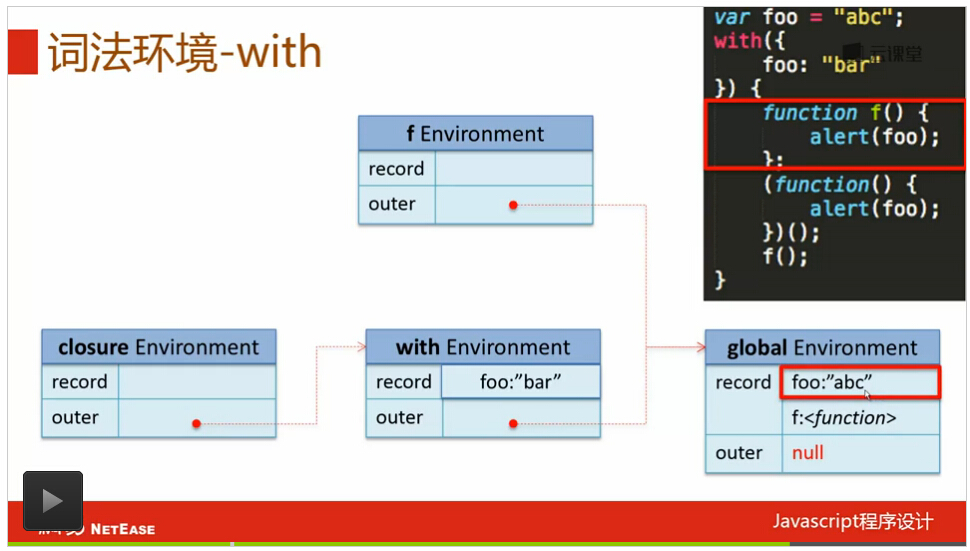 词法环境-with
var foo = "abc";
with({
foo: "bar"
}) {
function f() {
alert(foo);
};
(function() {
alert(foo);
})();
f();
}
云课堂
f Environment
record
outer
closure Environment
record
outer
with Environment
record foo:”bar”
outer
global Environment
record foo:”abc”
f:<function>
outer null
NETEASE
Javascript程序设计